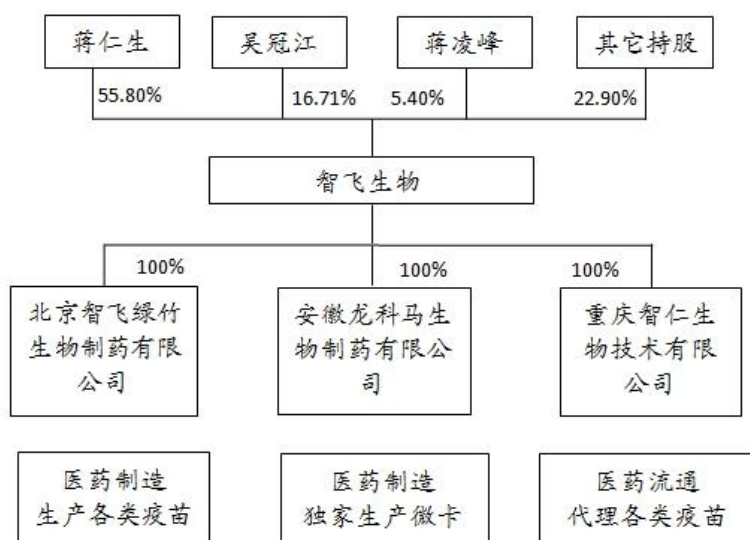 蒋仁生
吴冠江
蒋凌峰
其它持股
55.80%
16.71%
5.40%
22.90%
智飞生物
100%
100%
100%
北京智飞绿竹
生物制药有限
公司
安徽龙科马生
物制药有限公
司
重庆智仁生
物技术有限
公司
医药制造
生产各类疫苗
医药制造
独家生产微卡
医药流通
代理各类疫苗